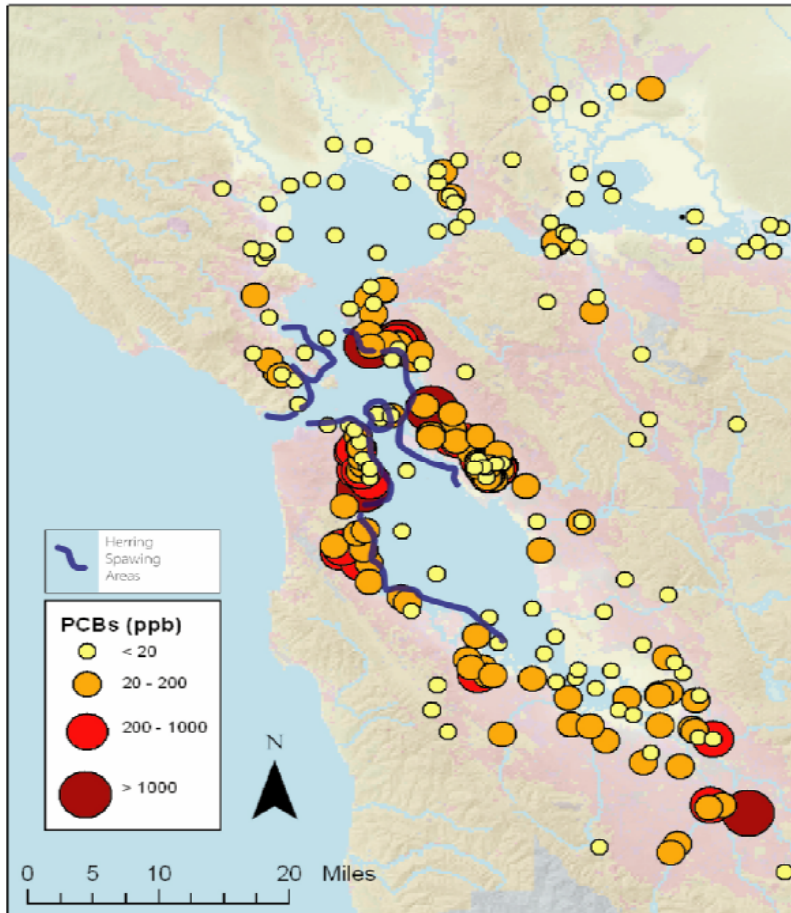 Herring
Spawing
Areas
PCBs (ppb)
< 20
20 - 200
200 - 1000
> 1000
N
0 5 10 20 Miles